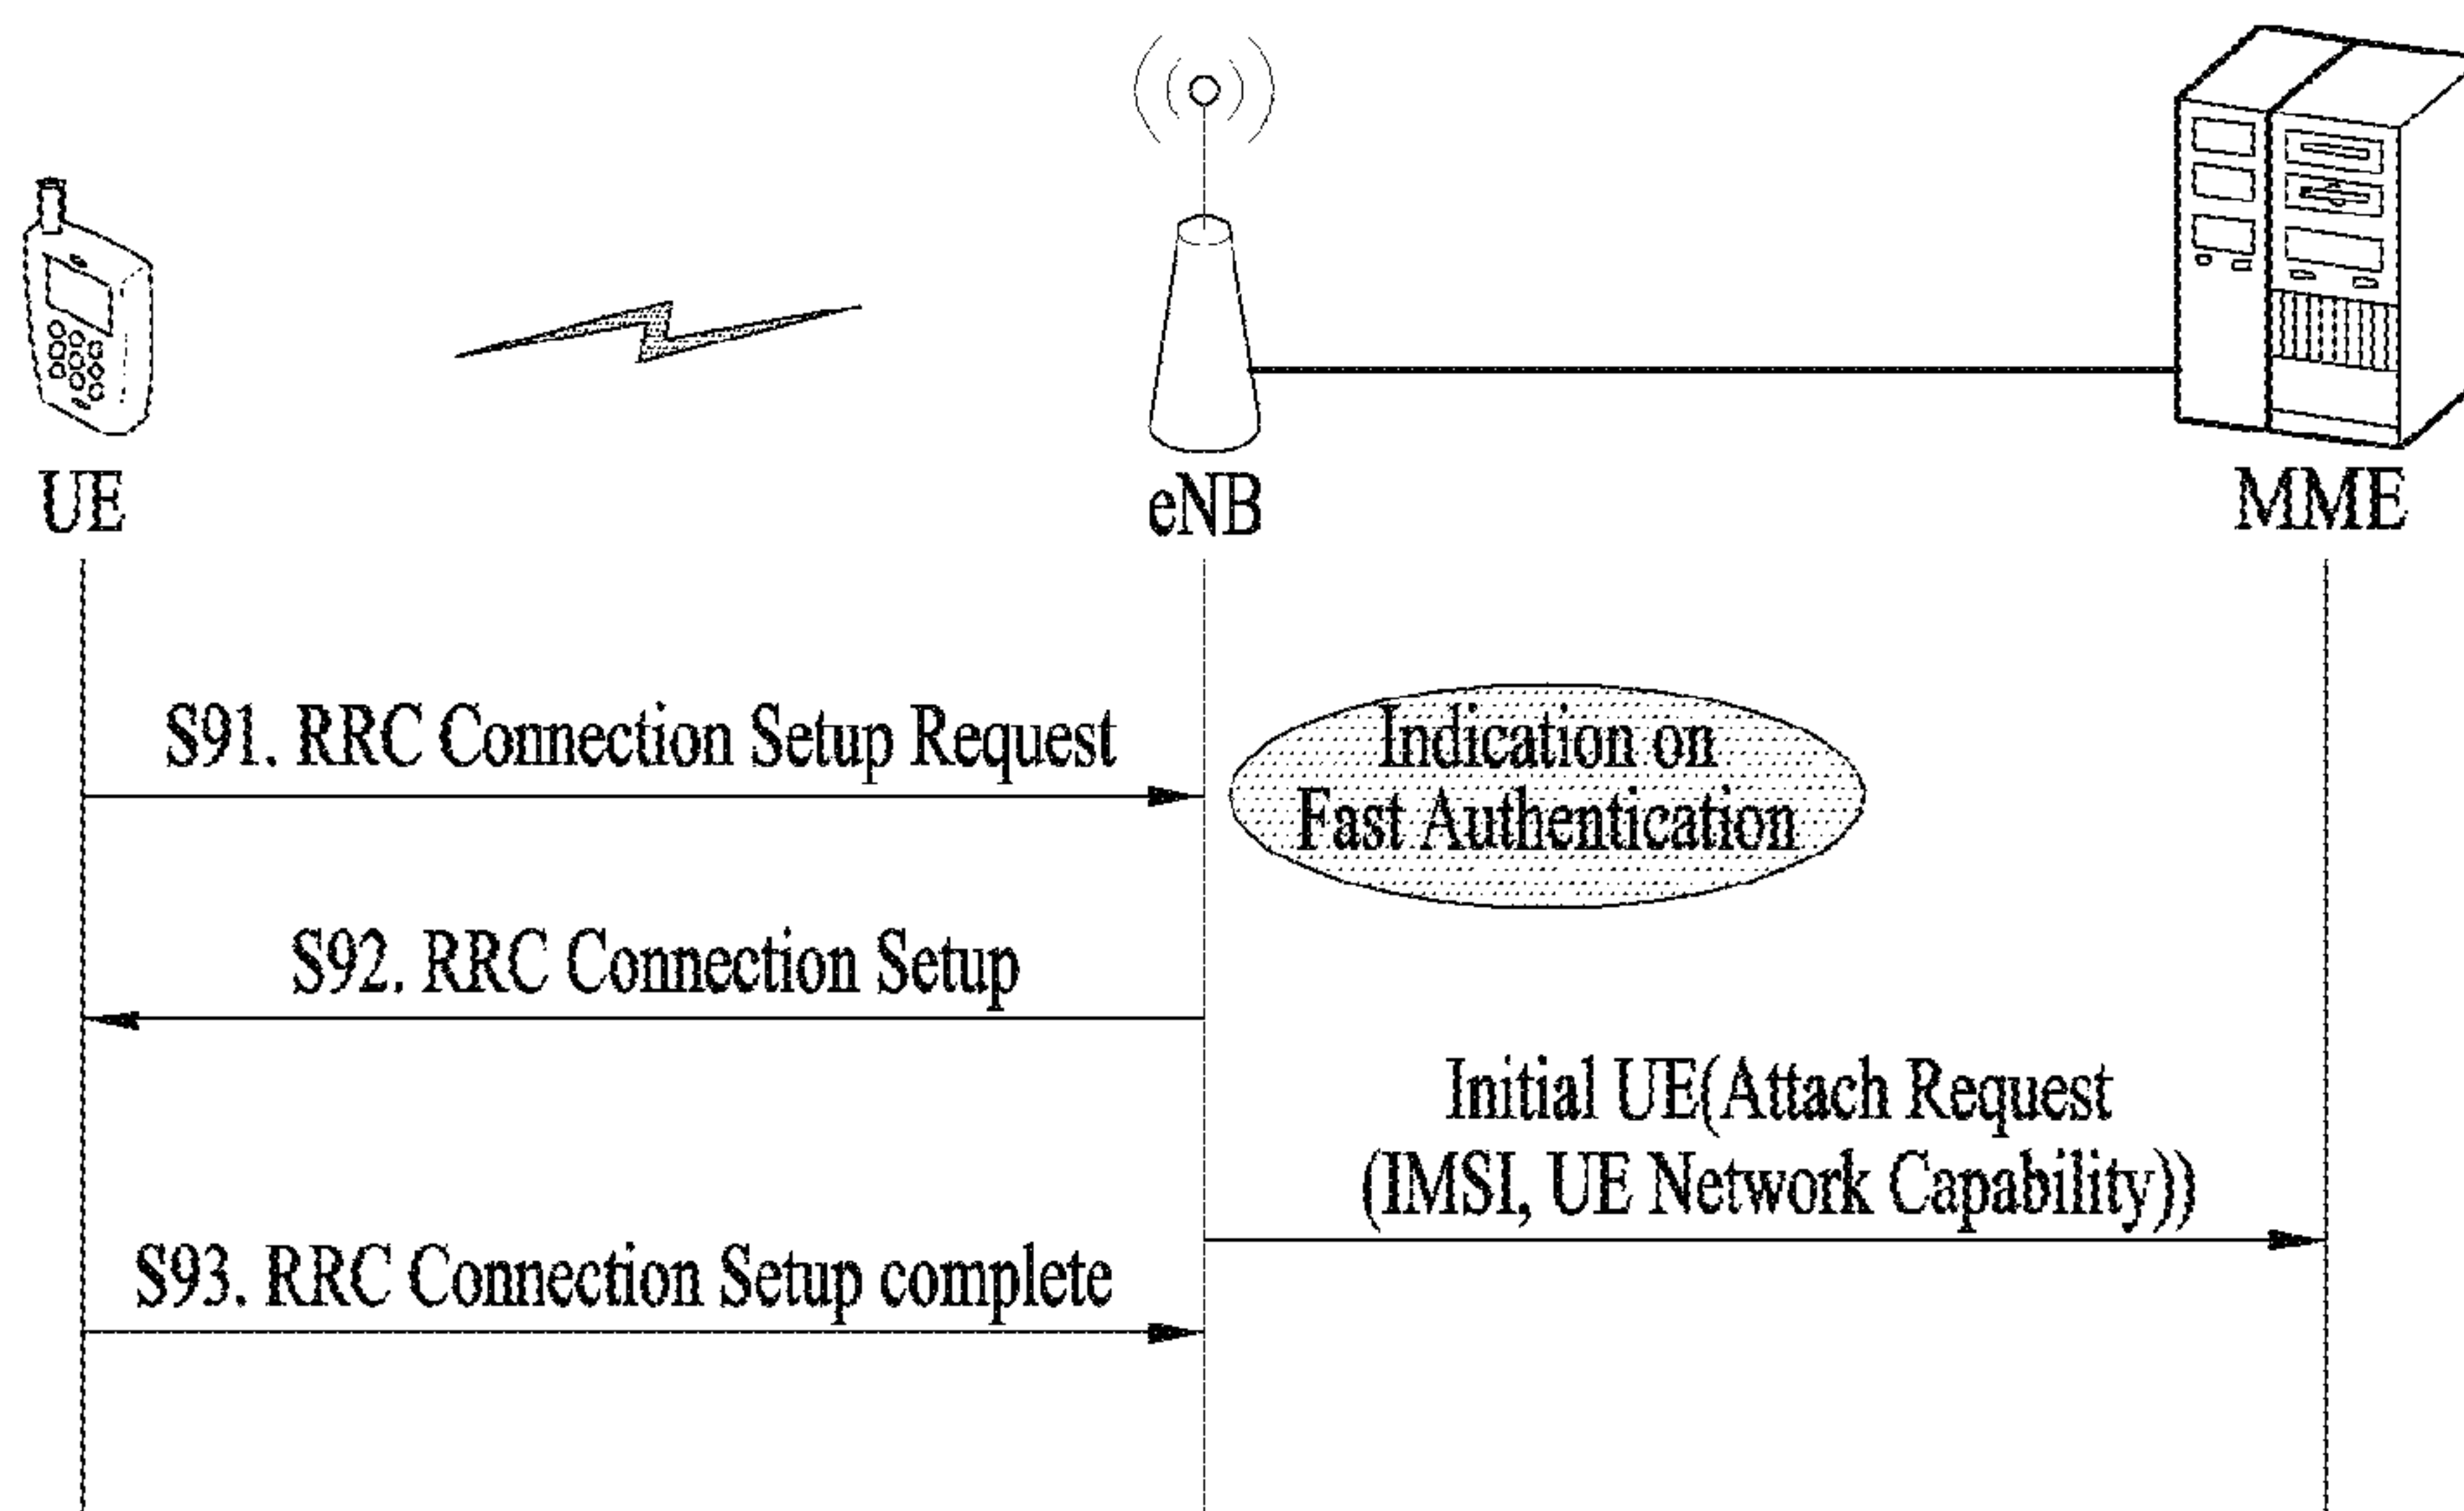 UE
eNB
MME
S91. RRC Connection Setup Request
Indication on
Fast Authentication
S92. RRC Connection Setup
Initial UE(Attach Request
(IMSI, UE Network Capability))
S93. RRC Connection Setup complete